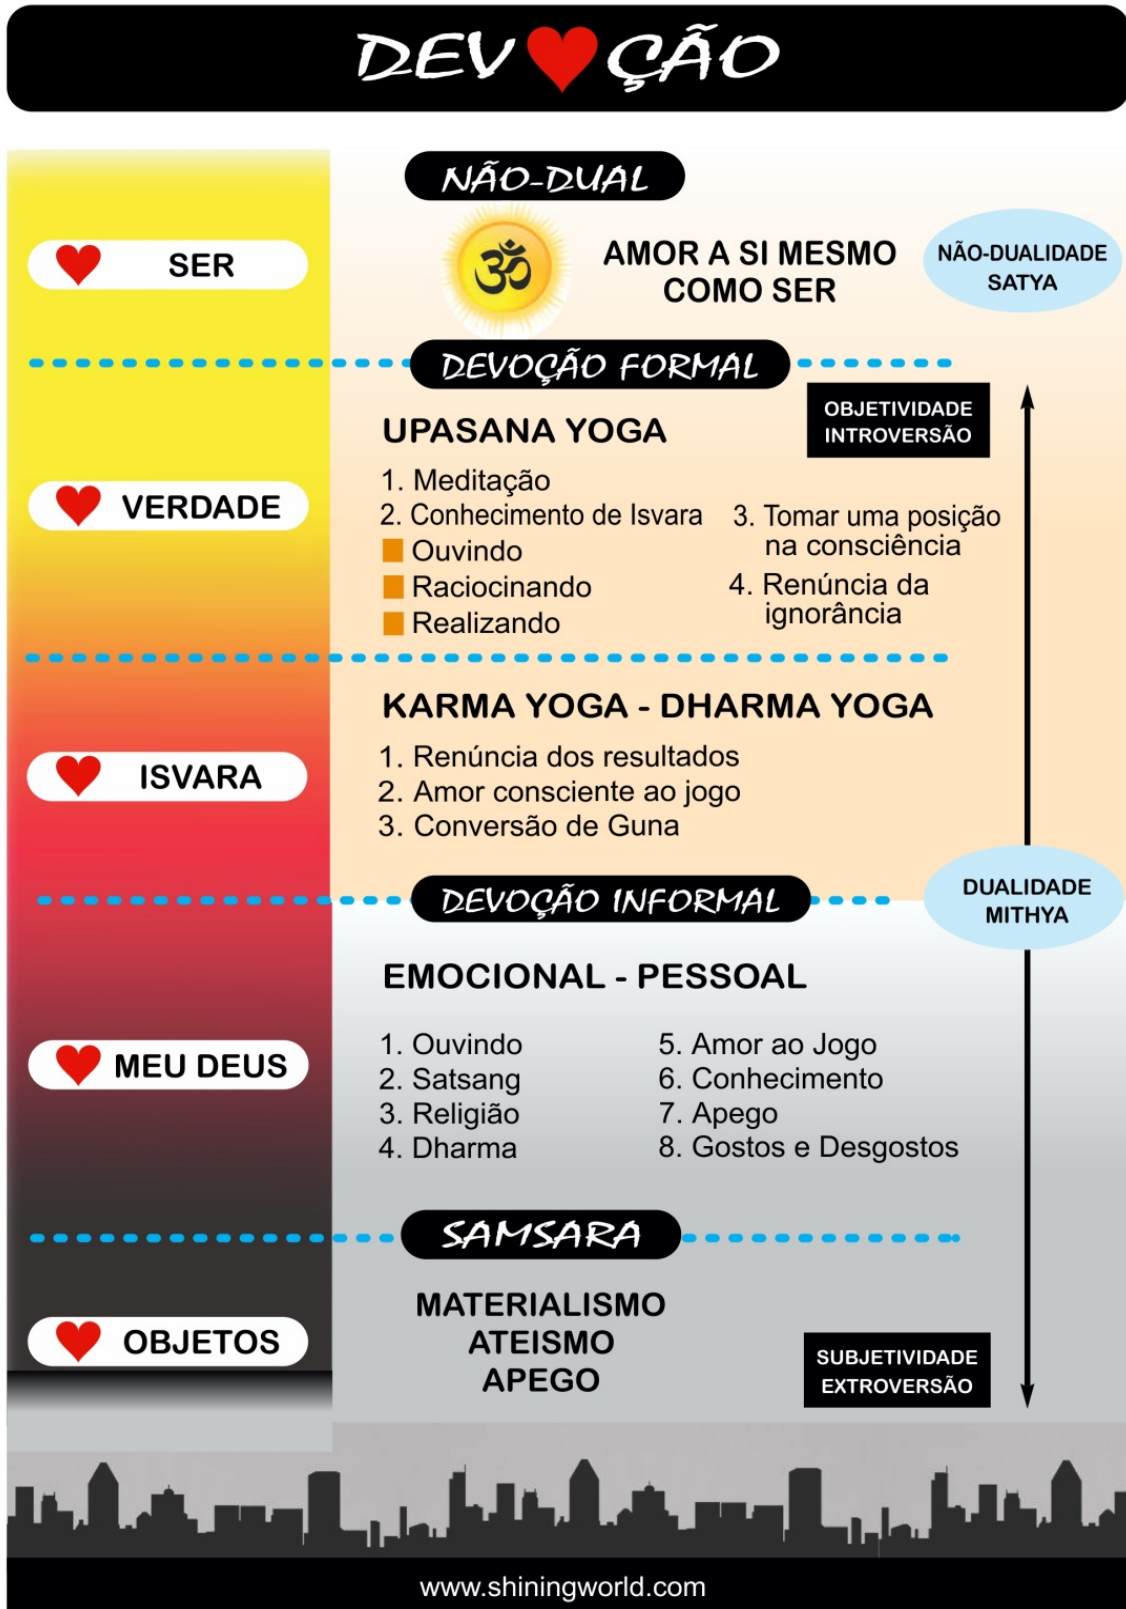 DEV❤ÇÃO
NÃO-DUAL
SER
ॐ
AMOR A SI MESMO
COMO SER
NÃO-DUALIDADE
SATYA
DEVOÇÃO FORMAL
OBJETIVIDADE
INTROVERSÃO
VERDADE
UPASANA YOGA
1. Meditação
2. Conhecimento de Isvara
Ouvindo
Raciocinando
Realizando
3. Tomar uma posição
na consciência
4. Renúncia da
ignorância
ISVARA
KARMA YOGA - DHARMA YOGA
1. Renúncia dos resultados
2. Amor consciente ao jogo
3. Conversão de Guna
DUALIDADE
MITHYA
DEVOÇÃO INFORMAL
MEU DEUS
EMOCIONAL - PESSOAL
1. Ouvindo
2. Satsang
3. Religião
4. Dharma
5. Amor ao Jogo
6. Conhecimento
7. Apego
8. Gostos e Desgostos
SAMSARA
OBJETOS
MATERIALISMO
ATEISMO
APEGO
SUBJETIVIDADE
EXTROVERSÃO
www.shiningworld.com